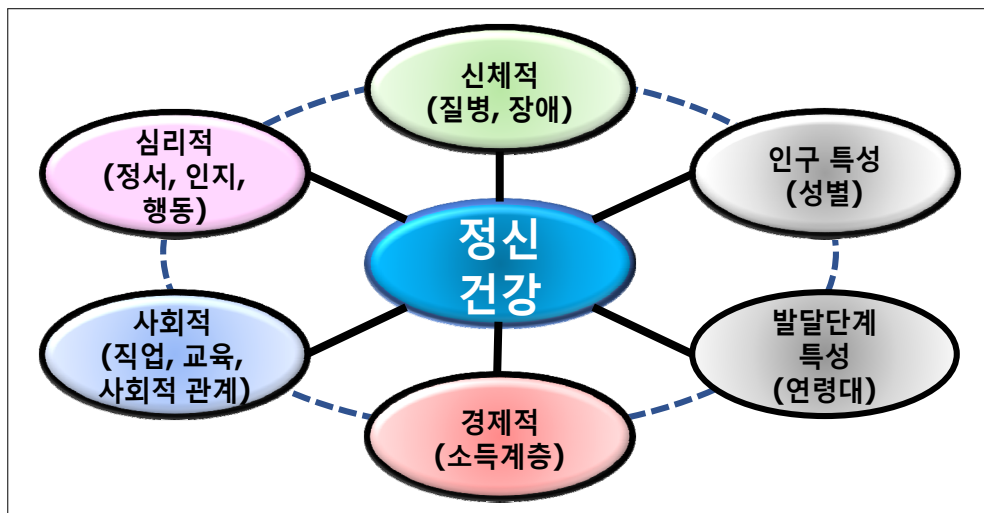 신체적
(질병, 장애)
심리적
(정서, 인지,
행동)
인구 특성
(성별)
정신
건강
사회적
(직업, 교육,
사회적 관계)
발달단계
특성
(연령대)
경제적
(소득계층)